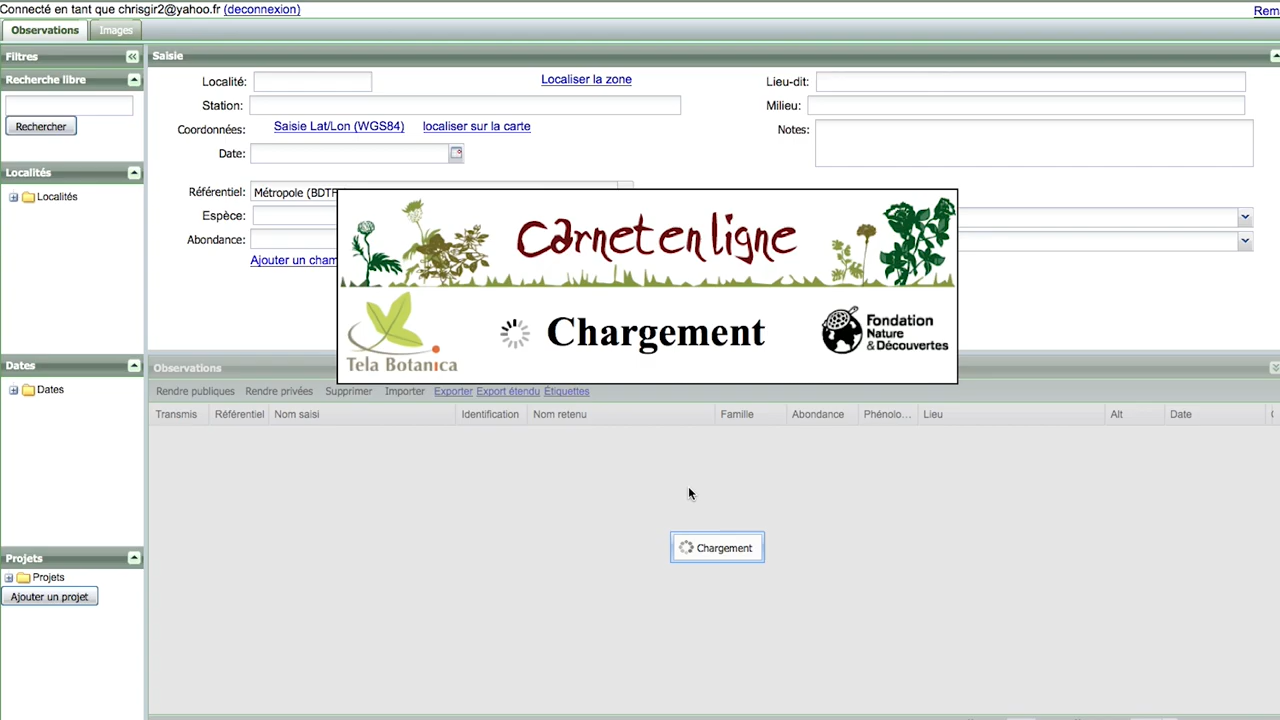 Connecté en tant que chrisgir2@yahoo.fr (deconnexion)
Rem
Observations
Images
Filtres
Saisie
Recherche libre
Rechercher
Localités
Localités
Dates
Dates
Projets
Projets
Ajouter un projet
Localité:
Localiser la zone
Lieu-dit:
Station:
Milieu:
Coordonnées:
Saisie Lat/Lon (WGS84)
localiser sur la carte
Notes:
Date:
Référentiel:
Métropole (BDTF
Espèce:
Abondance:
Ajouter un cham
Carnet en ligne
Chargement
Tela Botanica
Fondation
Nature
& Découvertes
Observations
Rendre publiques Rendre privées Supprimer Importer Exporter Export étendu Étiquettes
Transmis Référentiel Nom saisi Identification Nom retenu Famille Abondance Phénolo... Lieu Alt Date
Chargement